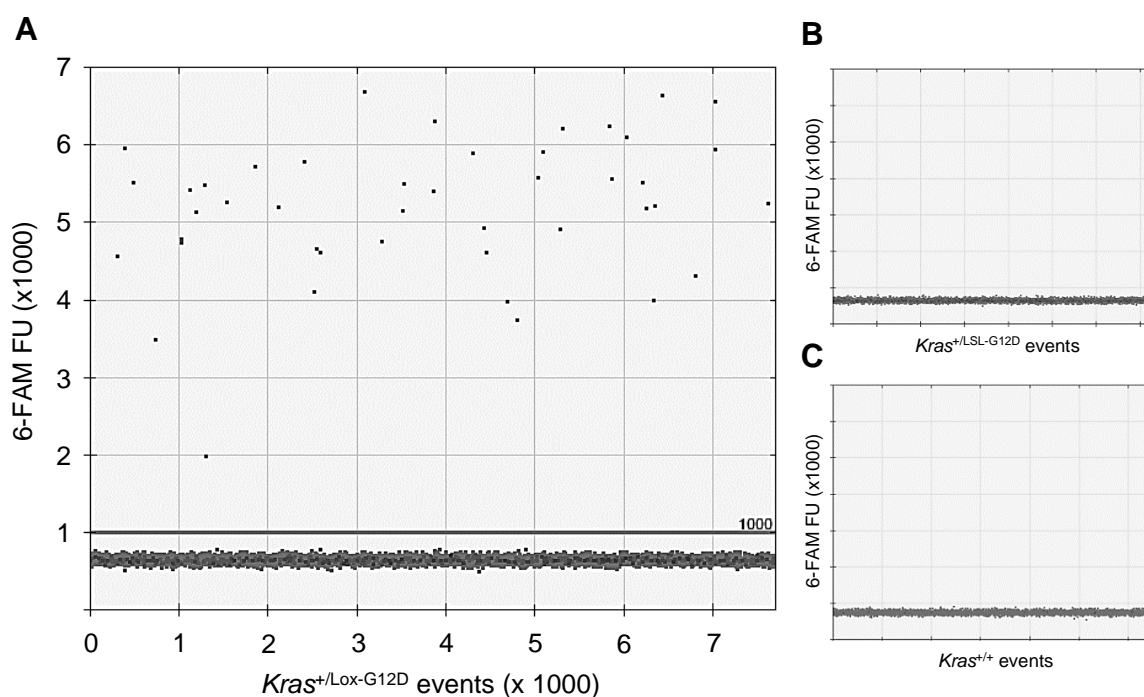 A
7
6
5
4
3
2
1
6-FAM FU (x1000)
1000
0 1 2 3 4 5 6 7
Kras+/Lox-G12D events (x 1000)
B
6-FAM FU (x1000)
Kras+/LSL-G12D events
C
6-FAM FU (x1000)
Kras+/+ events